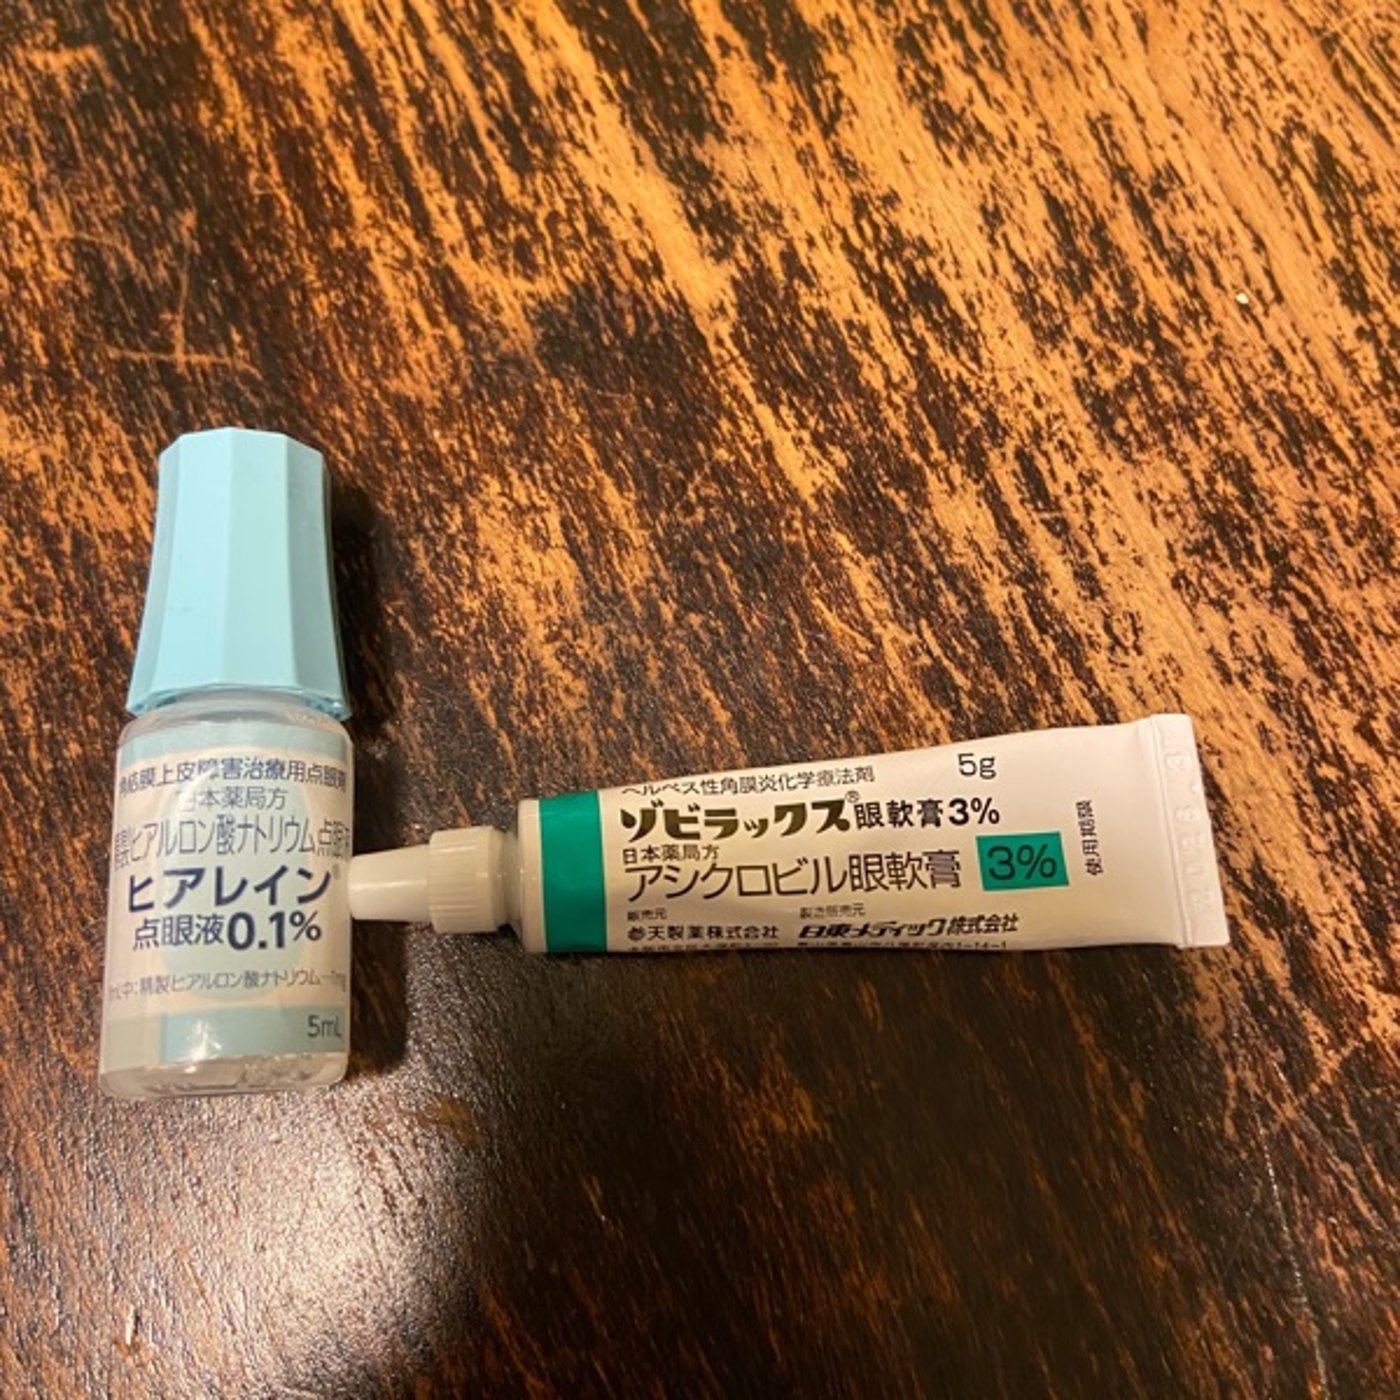 角結膜上皮障害治療用点眼剤
日本薬局方
精製ヒアルロン酸ナトリウム点眼液
ヒアレイン®
点眼液0.1%
1mL中:精製ヒアルロン酸ナトリウム…1mg
5mL
ヘルペス性角膜炎化学療法剤
5g
ゾビラックス®眼軟膏3%
日本薬局方
アシクロビル眼軟膏 3%
使用期限
販売元 製造販売元
参天製薬株式会社 日東メディック株式会社